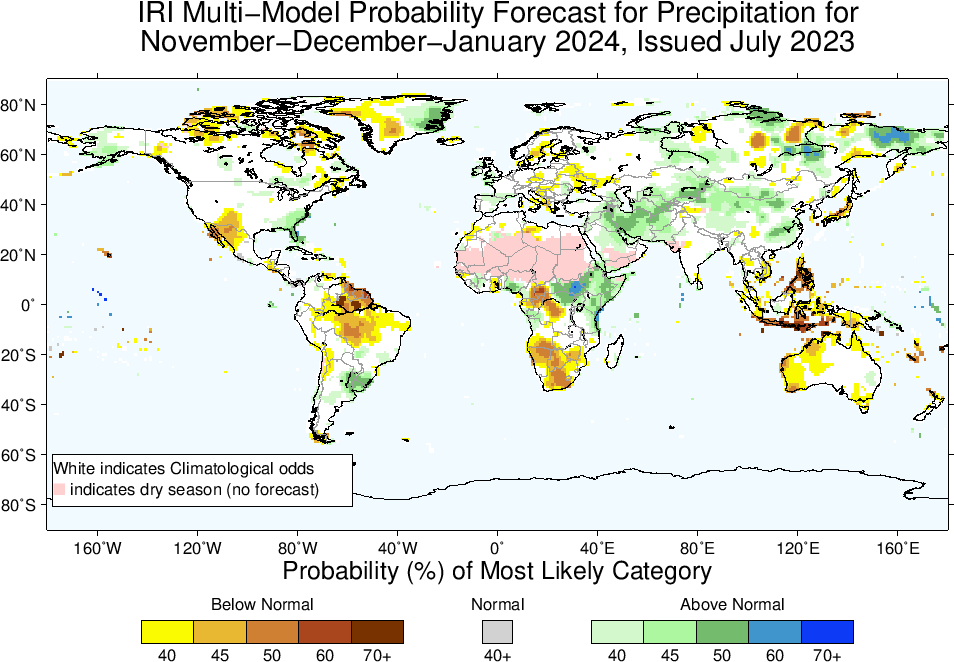 IRI Multi−Model Probability Forecast for Precipitation for
November−December−January 2024, Issued July 2023
80˚N
60˚N
40˚N
20˚N
0˚
20˚S
40˚S
60˚S
80˚S
White indicates Climatological odds
indicates dry season (no forecast)
160˚W 120˚W 80˚W 40˚W 0˚ 40˚E 80˚E 120˚E 160˚E
Probability (%) of Most Likely Category
Below Normal Normal Above Normal
40 45 50 60 70+ 40+ 40 45 50 60 70+